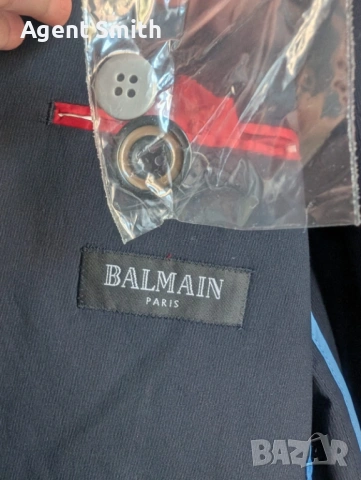 Agent Smith
BALMAIN
PARIS
bazar